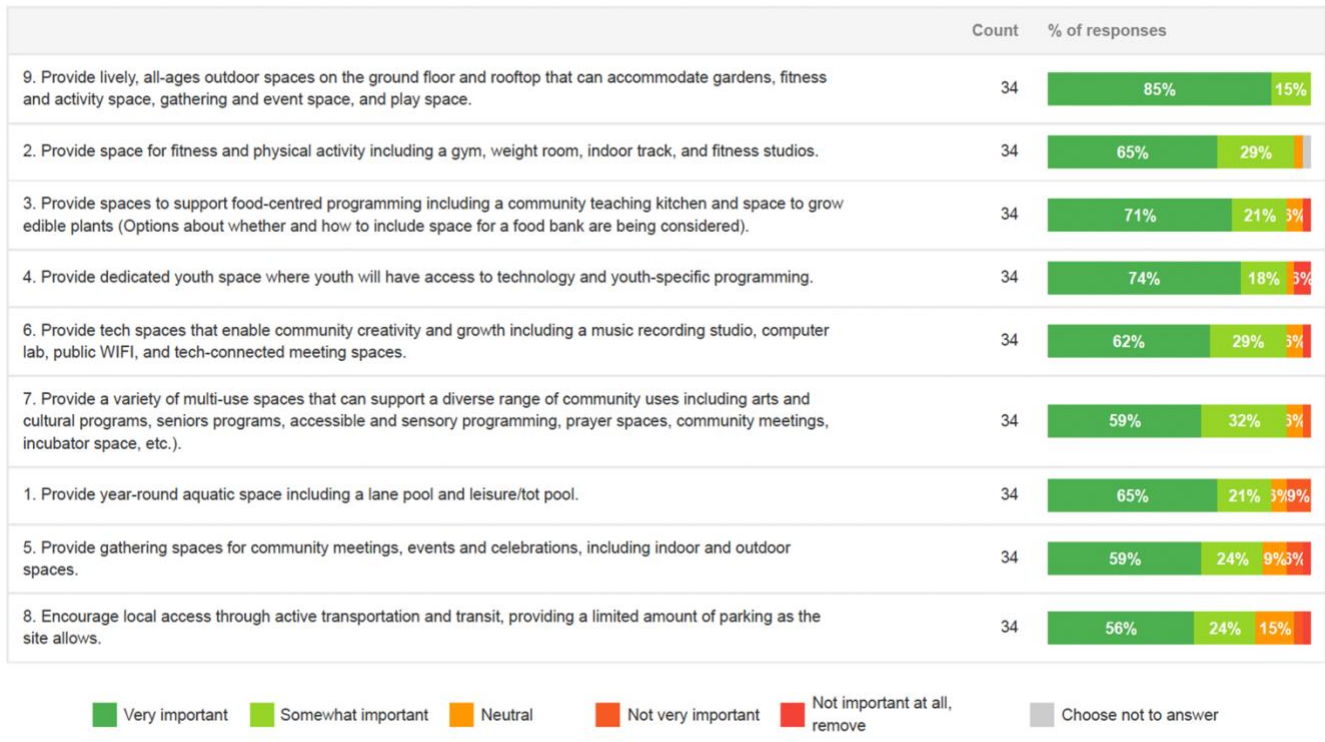 Count % of responses
9. Provide lively, all-ages outdoor spaces on the ground floor and rooftop that can accommodate gardens, fitness
and activity space, gathering and event space, and play space.
34
85% 15%
2. Provide space for fitness and physical activity including a gym, weight room, indoor track, and fitness studios.
34
65% 29%
3. Provide spaces to support food-centred programming including a community teaching kitchen and space to grow
edible plants (Options about whether and how to include space for a food bank are being considered).
34
71% 21% 6%
4. Provide dedicated youth space where youth will have access to technology and youth-specific programming.
34
74% 18% 6%
6. Provide tech spaces that enable community creativity and growth including a music recording studio, computer
lab, public WIFI, and tech-connected meeting spaces.
34
62% 29% 6%
7. Provide a variety of multi-use spaces that can support a diverse range of community uses including arts and
cultural programs, seniors programs, accessible and sensory programming, prayer spaces, community meetings,
incubator space, etc.).
34
59% 32% 6%
1. Provide year-round aquatic space including a lane pool and leisure/tot pool.
34
65% 21% 6% 9%
5. Provide gathering spaces for community meetings, events and celebrations, including indoor and outdoor
spaces.
34
59% 24% 9% 6%
8. Encourage local access through active transportation and transit, providing a limited amount of parking as the
site allows.
34
56% 24% 15%
Very important Somewhat important Neutral Not very important Not important at all,
remove Choose not to answer